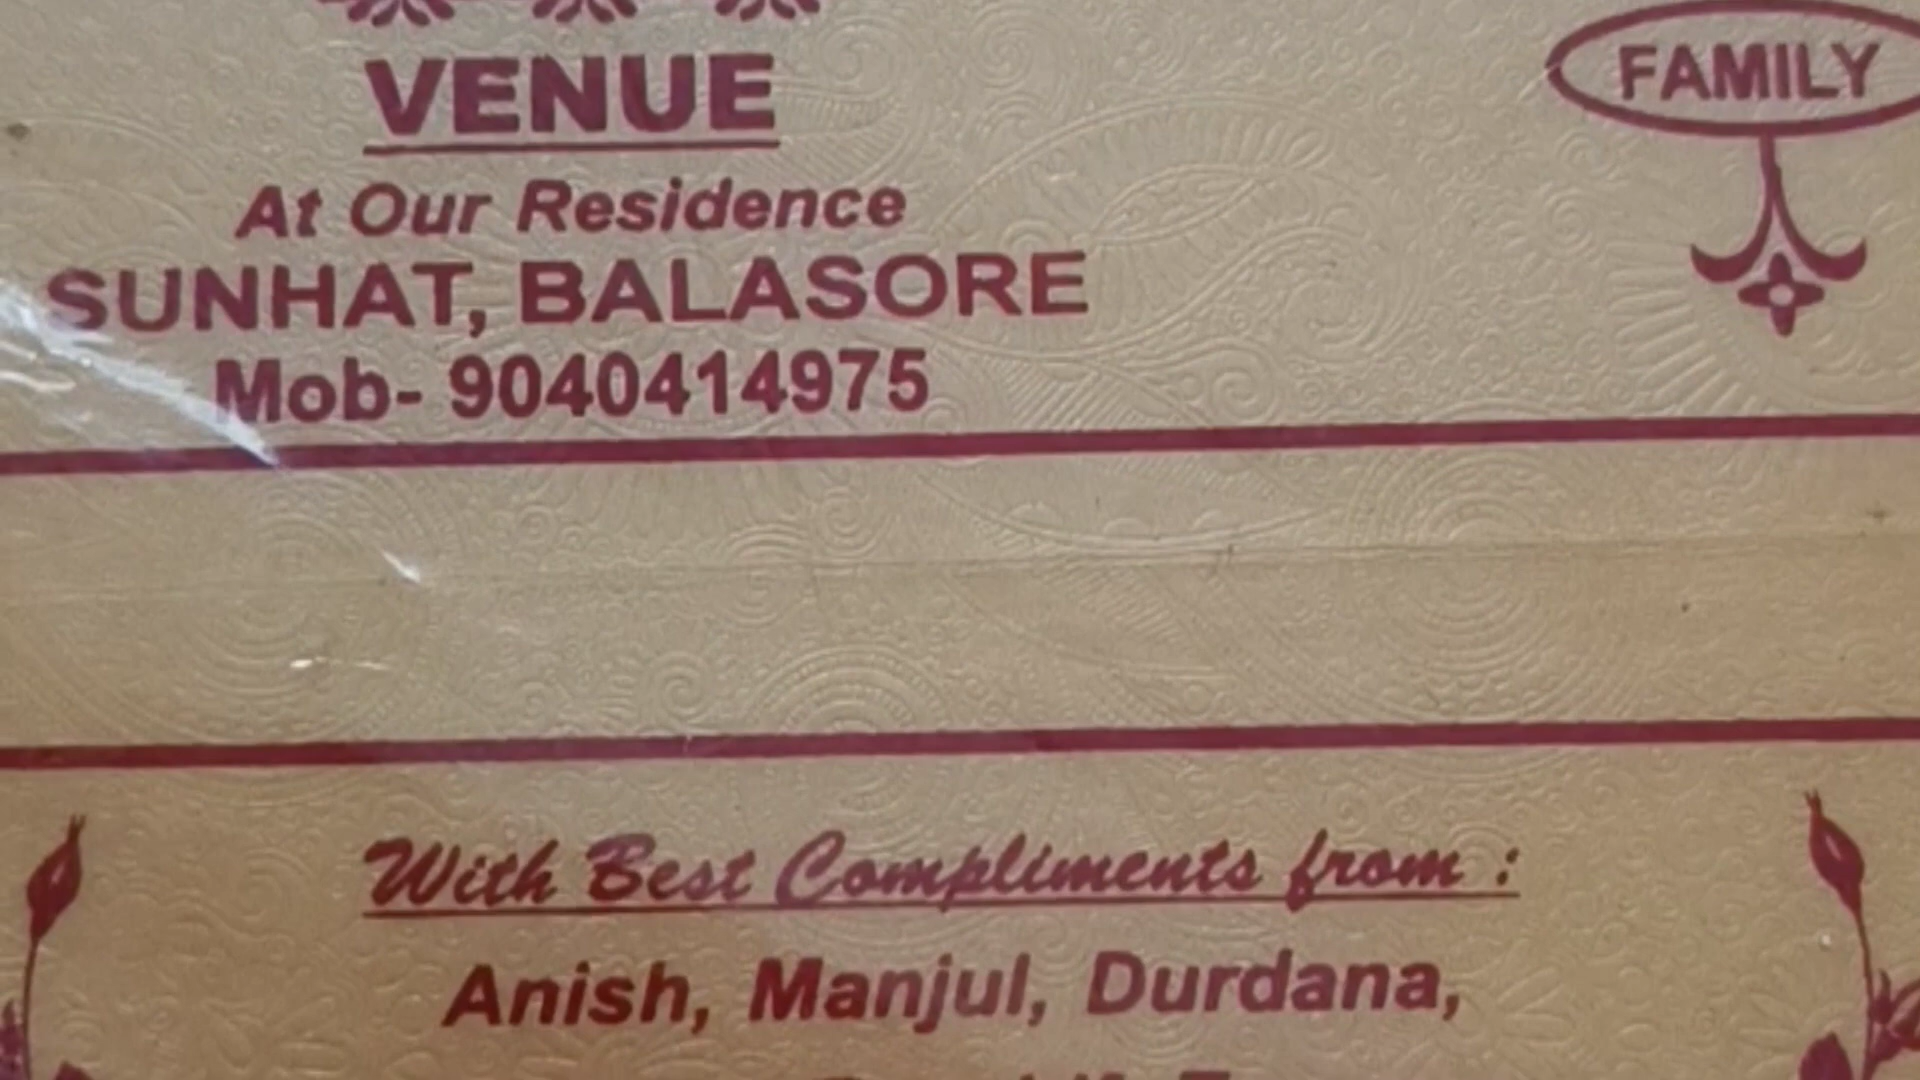 VENUE
FAMILY
At Our Residence
SUNHAT, BALASORE
Mob- 9040414975
With Best Compliments from :
Anish, Manjul, Durdana,